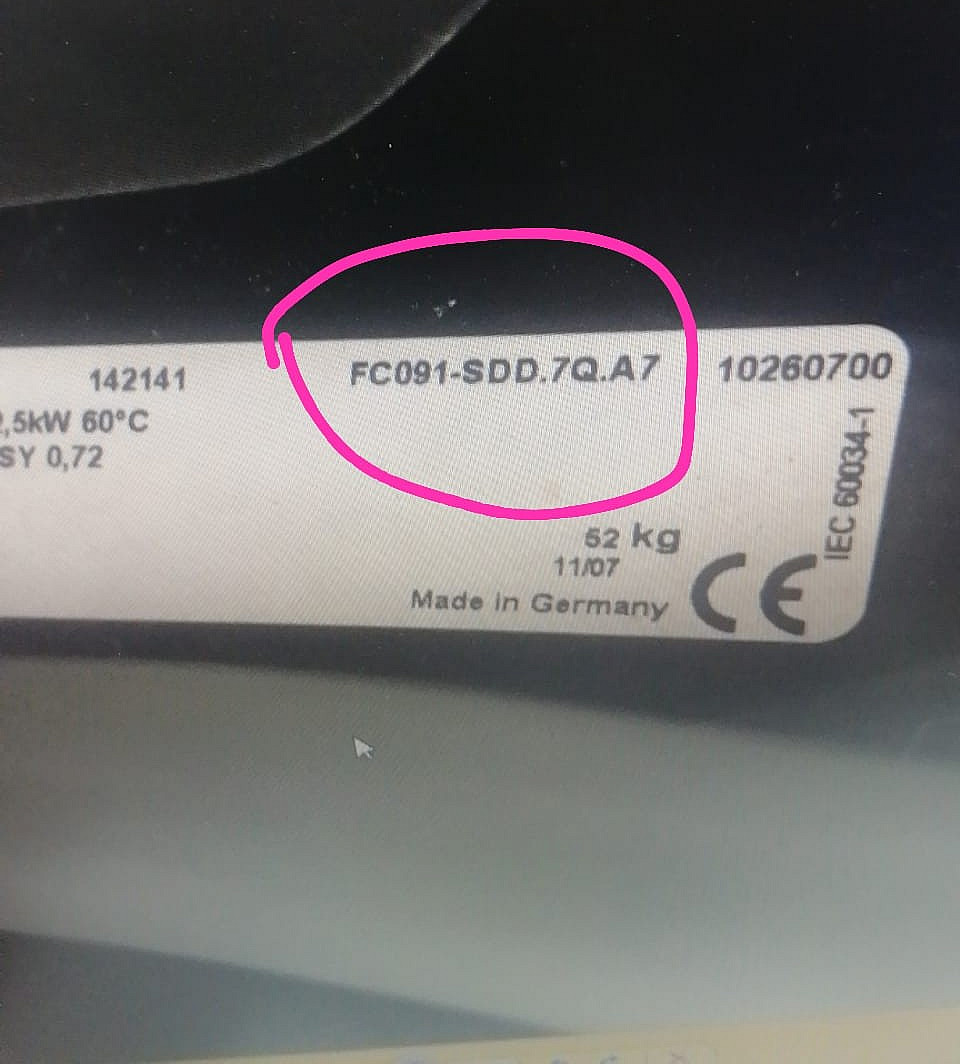 142141 FC091-SDD.7Q.A7 10260700
,5kW 60°C
SY 0,72
IEC 60034-1
52 kg
11/07
Made in Germany
CE